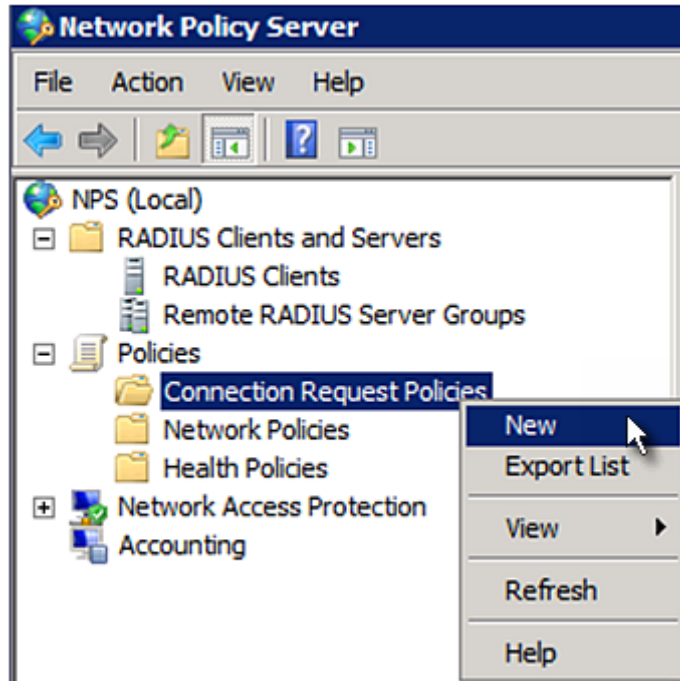 Network Policy Server
File Action View Help
NPS (Local)
RADIUS Clients and Servers
RADIUS Clients
Remote RADIUS Server Groups
Policies
Connection Request Policies
Network Policies
Health Policies
Network Access Protection
Accounting
New
Export List
View
Refresh
Help